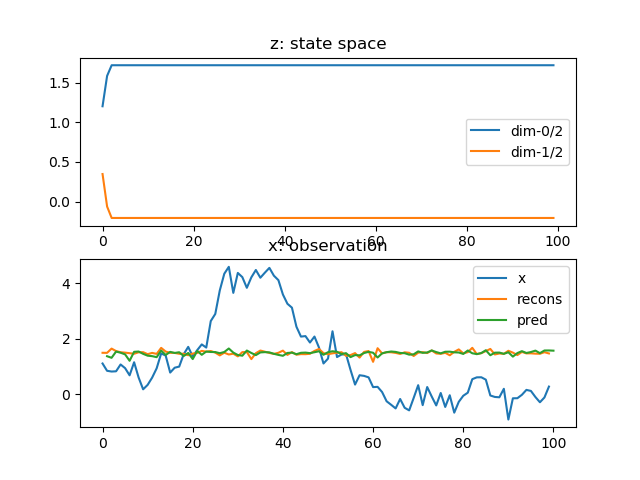 z: state space
1.5
1.0
0.5
0.0
dim-0/2
dim-1/2
0 20 40 60 80 100
x: observation
4
2
0
x
recons
pred
0 20 40 60 80 100